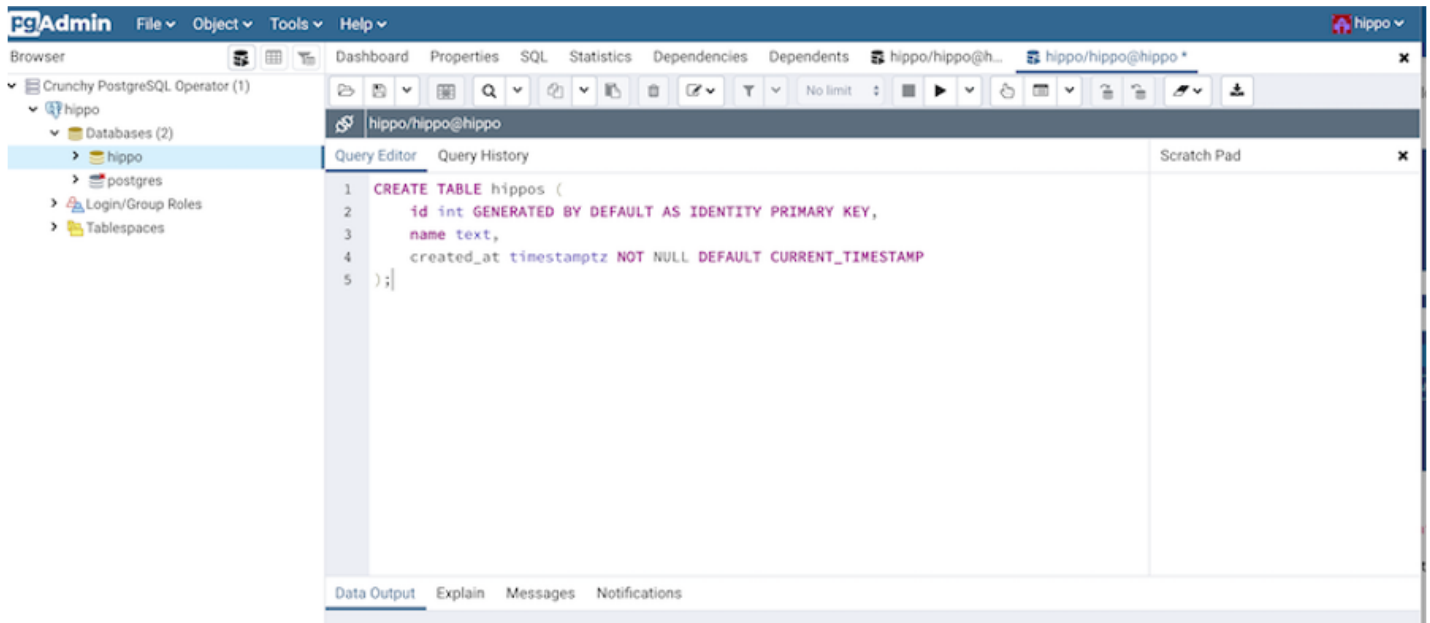 pgAdmin File Object Tools Help hippo
Browser
Dashboard Properties SQL Statistics Dependencies Dependents hippo/hippo@h... hippo/hippo@hippo *
Crunchy PostgreSQL Operator (1)
hippo
Databases (2)
hippo
postgres
Login/Group Roles
Tablespaces
No limit
hippo/hippo@hippo
Query Editor Query History Scratch Pad
1 CREATE TABLE hippos (
2 id int GENERATED BY DEFAULT AS IDENTITY PRIMARY KEY,
3 name text,
4 created_at timestamptz NOT NULL DEFAULT CURRENT_TIMESTAMP
5 );
Data Output Explain Messages Notifications